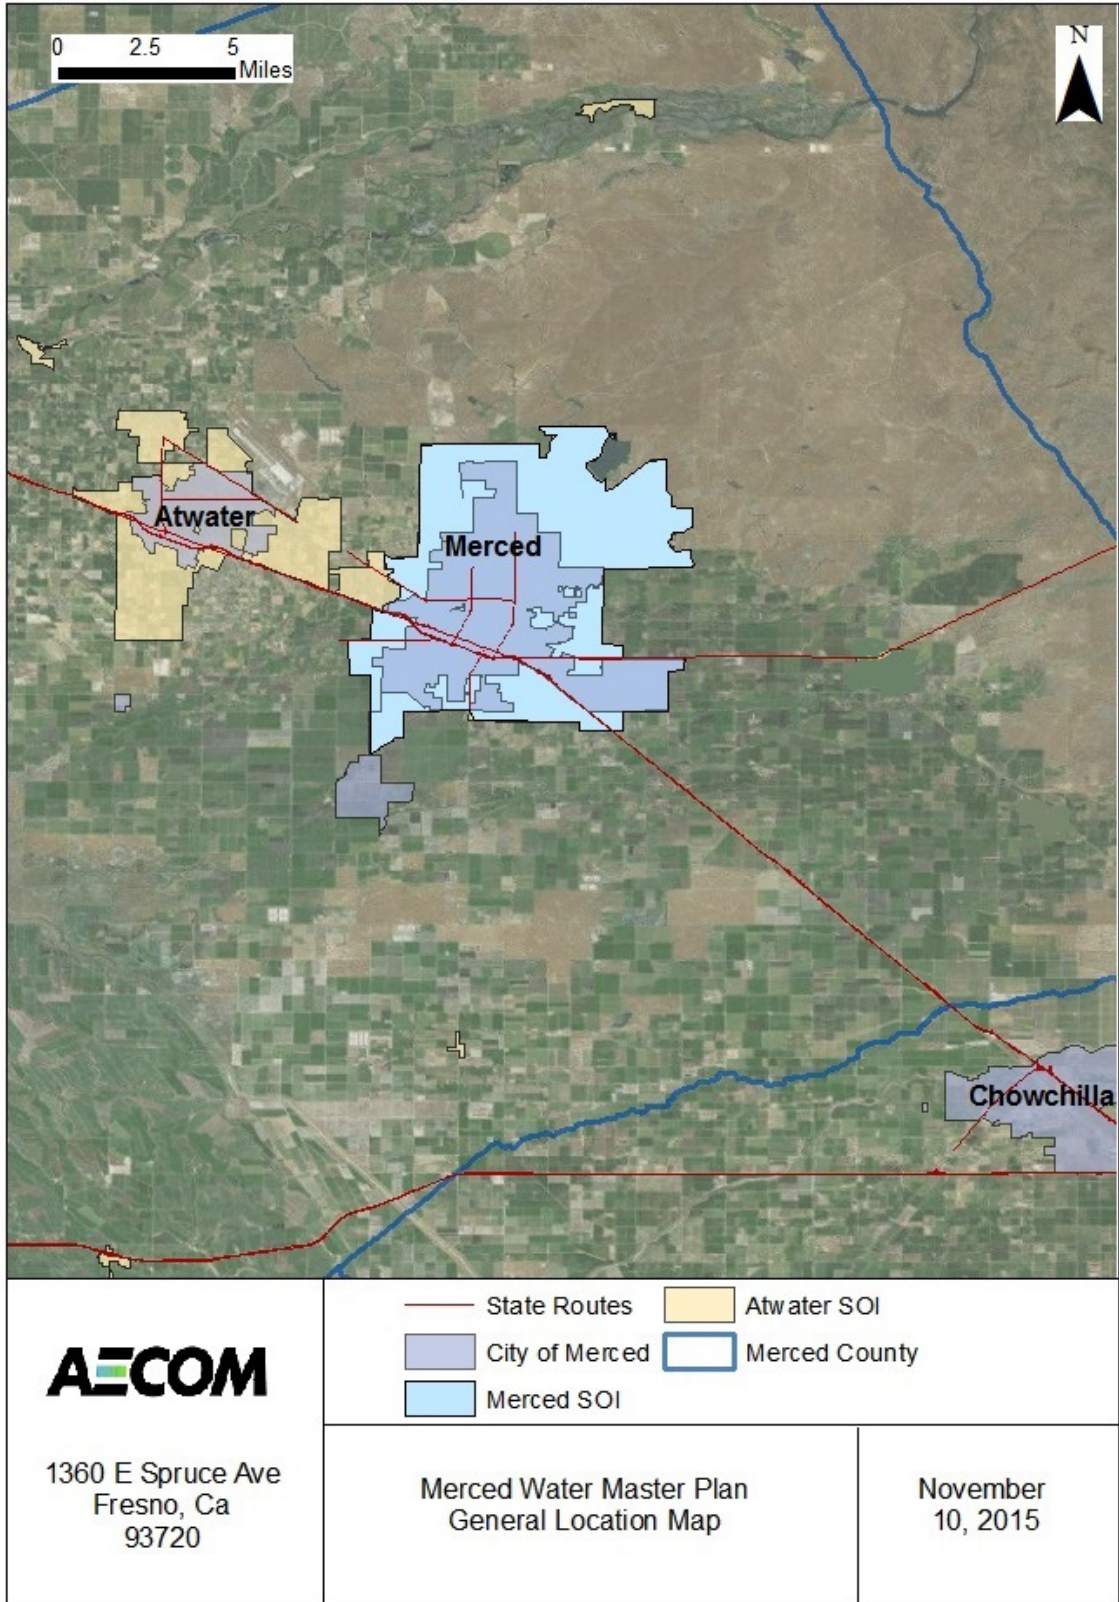 0 2.5 5
Miles
N
Atwater
Merced
Chowchilla
State Routes
Atwater SOI
City of Merced
Merced County
Merced SOI
AECOM
1360 E Spruce Ave
Fresno, Ca
93720
Merced Water Master Plan
General Location Map
November
10, 2015